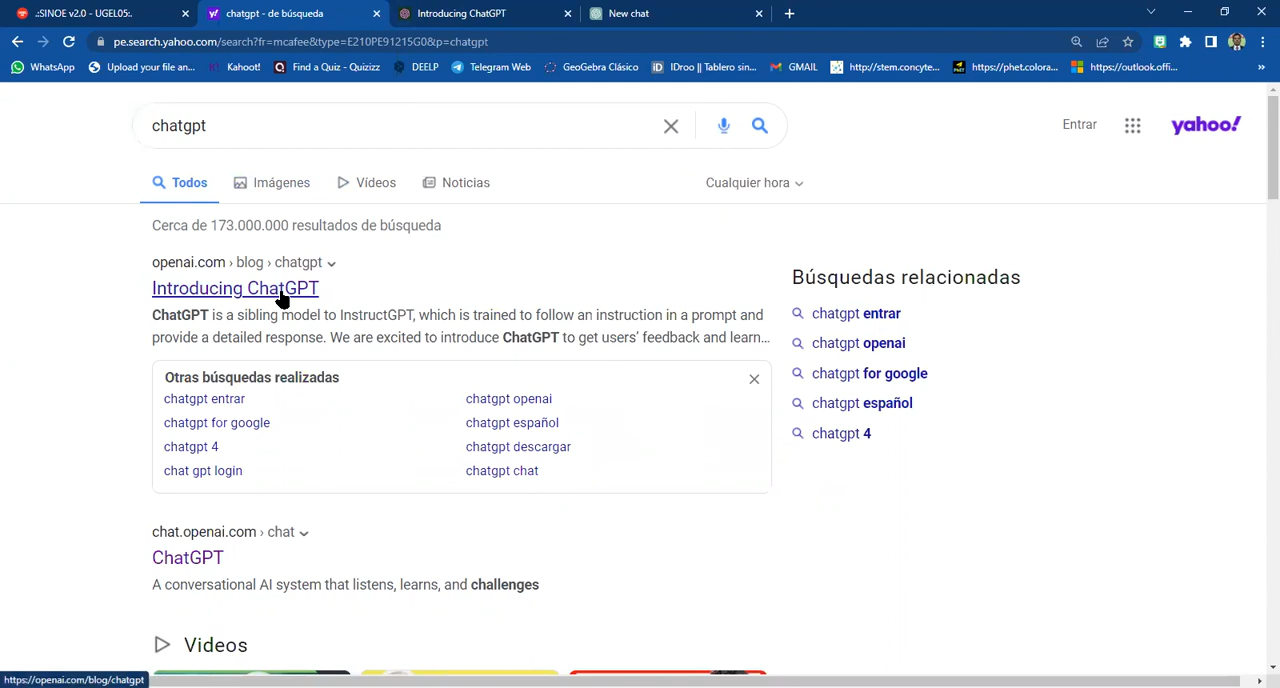 .:SINOE v2.0 - UGEL05:.
chatgpt - de búsqueda
Introducing ChatGPT
New chat
pe.search.yahoo.com/search?fr=mcafee&type=E210PE91215G0&p=chatgpt
WhatsApp
Upload your file an...
Kahoot!
Find a Quiz - Quizizz
DEELP
Telegram Web
GeoGebra Clásico
IDroo || Tablero sin...
GMAIL
http://stem.concyte...
https://phet.colora...
https://outlook.offi...
chatgpt
Entrar
yahoo!
Todos
Imágenes
Vídeos
Noticias
Cualquier hora
Cerca de 173.000.000 resultados de búsqueda
openai.com › blog › chatgpt
Introducing ChatGPT
ChatGPT is a sibling model to InstructGPT, which is trained to follow an instruction in a prompt and
provide a detailed response. We are excited to introduce ChatGPT to get users' feedback and learn...
Otras búsquedas realizadas
chatgpt entrar
chatgpt openai
chatgpt for google
chatgpt español
chatgpt 4
chatgpt descargar
chat gpt login
chatgpt chat
Búsquedas relacionadas
chatgpt entrar
chatgpt openai
chatgpt for google
chatgpt español
chatgpt 4
chat.openai.com › chat
ChatGPT
A conversational AI system that listens, learns, and challenges
Videos
https://openai.com/blog/chatgpt